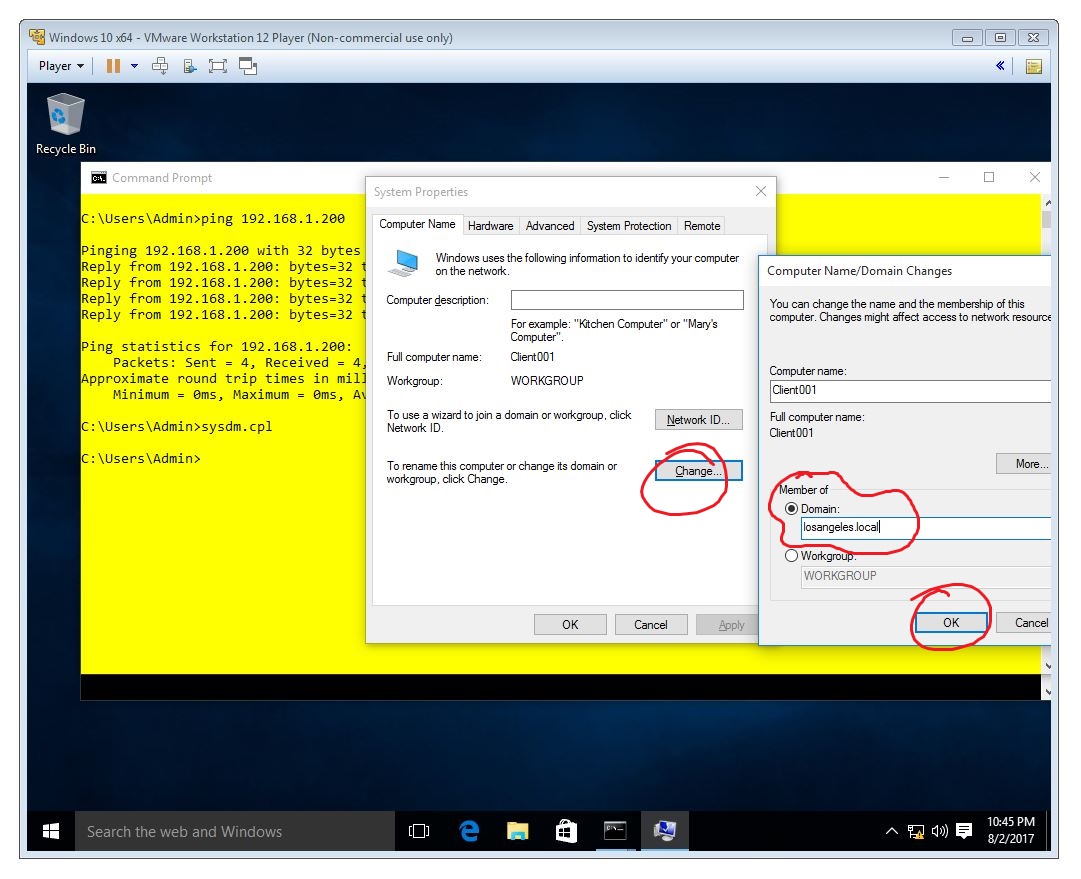 Windows 10 x64 - VMware Workstation 12 Player (Non-commercial use only)
Player
Recycle Bin
Command Prompt
C:\Users\Admin>ping 192.168.1.200
Pinging 192.168.1.200 with 32 bytes
Reply from 192.168.1.200: bytes=32 t
Reply from 192.168.1.200: bytes=32 t
Reply from 192.168.1.200: bytes=32 t
Reply from 192.168.1.200: bytes=32 t
Ping statistics for 192.168.1.200:
Packets: Sent = 4, Received = 4,
Approximate round trip times in mill
Minimum = 0ms, Maximum = 0ms, Av
C:\Users\Admin>sysdm.cpl
C:\Users\Admin>
System Properties
Computer Name
Hardware
Advanced
System Protection
Remote
Windows uses the following information to identify your computer
on the network.
Computer description:
For example: "Kitchen Computer" or "Mary's
Computer".
Full computer name:
Client001
Workgroup:
WORKGROUP
To use a wizard to join a domain or workgroup, click
Network ID.
Network ID...
To rename this computer or change its domain or
workgroup, click Change.
Change...
OK
Cancel
Apply
Computer Name/Domain Changes
You can change the name and the membership of this
computer. Changes might affect access to network resource
Computer name:
Client001
Full computer name:
Client001
More...
Member of
Domain:
losangeles.local
Workgroup:
WORKGROUP
OK
Cancel
Search the web and Windows
10:45 PM
8/2/2017